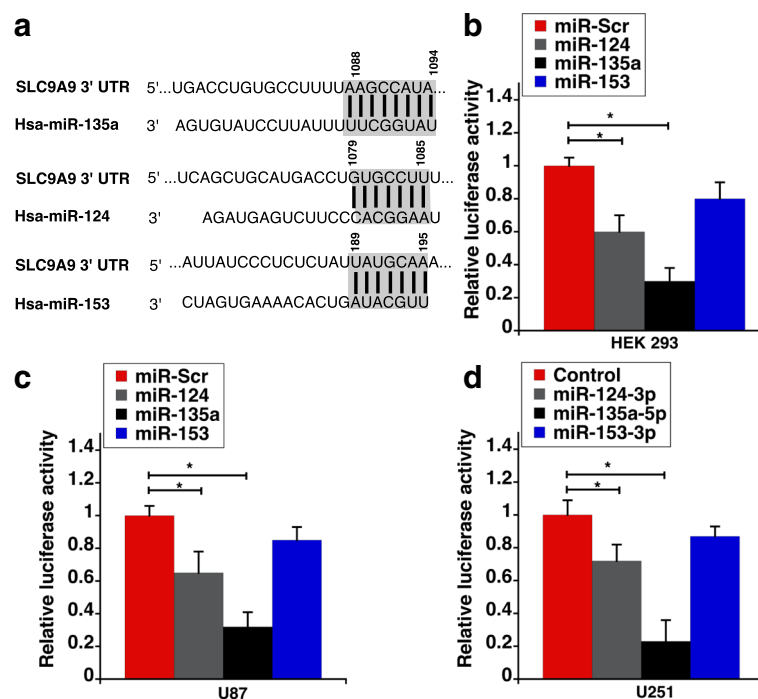 a
1088 1094
SLC9A9 3' UTR 5'...UGACCUGUGCCUUUUAAGCCAUA...
Hsa-miR-135a 3' AGUGUAUCCUUAUUUUUCGGUAU
1079 1085
SLC9A9 3' UTR 5' ...UCAGCUGCAUGACCUGUGCCUUU...
Hsa-miR-124 3' AGAUGAGUCUUCCCACGGAAU
189 195
SLC9A9 3' UTR 5' ...AUUAUCCCUCUCUAUUAUGCAAA...
Hsa-miR-153 3' CUAGUGAAAACACUGAUACGUU
b
miR-Scr
miR-124
miR-135a
miR-153
Relative luciferase activity
1.4
1.2
1
0.8
0.6
0.4
0.2
0
*
*
HEK 293
c
miR-Scr
miR-124
miR-135a
miR-153
Relative luciferase activity
1.4
1.2
1
0.8
0.6
0.4
0.2
0
*
*
U87
d
Control
miR-124-3p
miR-135a-5p
miR-153-3p
Relative luciferase activity
1.4
1.2
1
0.8
0.6
0.4
0.2
0
*
*
U251